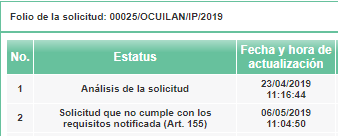 Folio de la solicitud: 00025/OCUILAN/IP/2019
No. Estatus Fecha y hora de
actualización
1 Análisis de la solicitud 23/04/2019
11:16:44
2 Solicitud que no cumple con los
requisitos notificada (Art. 155) 06/05/2019
11:04:50